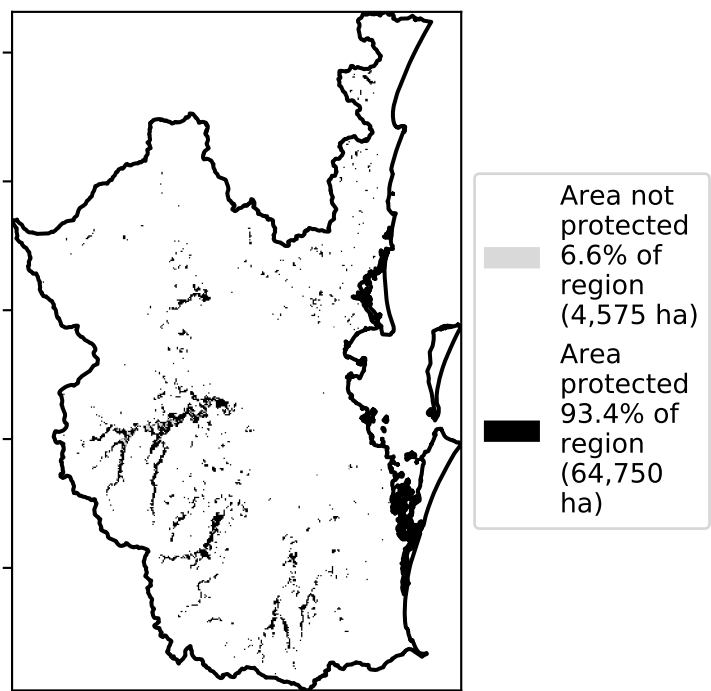 Area not
protected
6.6% of
region
(4,575 ha)
Area
protected
93.4% of
region
(64,750
ha)